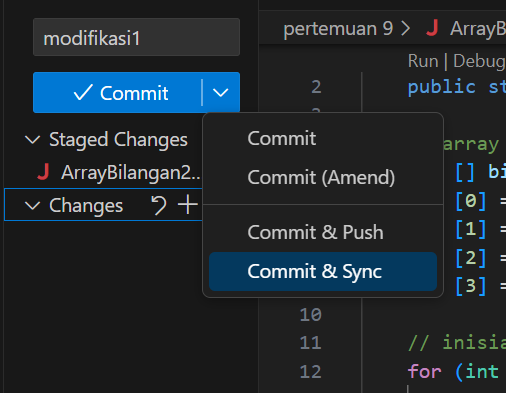 modifikasi1
Commit
Staged Changes
ArrayBilangan2...
Changes
Commit
Commit (Amend)
Commit & Push
Commit & Sync
pertemuan 9 > J ArrayB
Run | Debug
2 public st
array
[] bi
[0] =
[1] =
[2] =
[3] =
10
11 // inisia
12 for (int